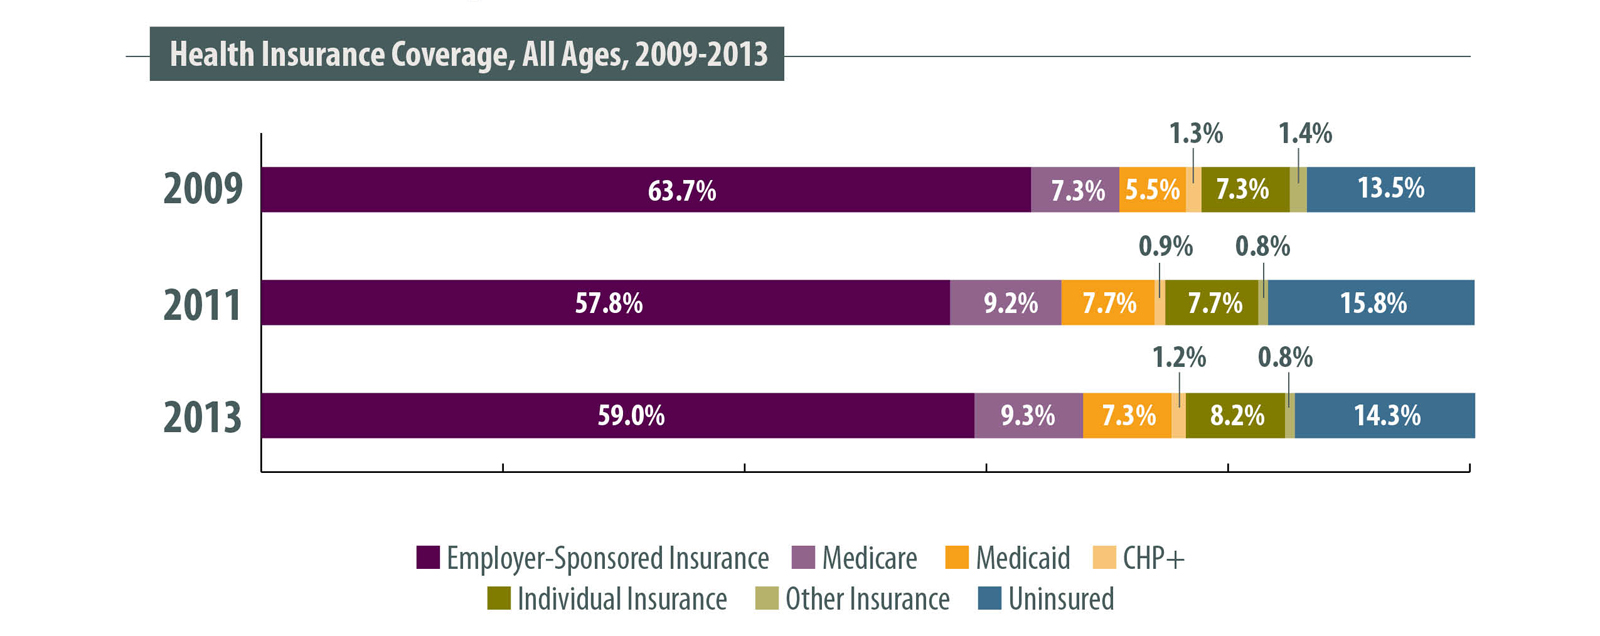 Health Insurance Coverage, All Ages, 2009-2013
1.3% 1.4%
2009 63.7% 7.3% 5.5% 7.3% 13.5%
0.9% 0.8%
2011 57.8% 9.2% 7.7% 7.7% 15.8%
1.2% 0.8%
2013 59.0% 9.3% 7.3% 8.2% 14.3%
Employer-Sponsored Insurance Medicare Medicaid CHP+
Individual Insurance Other Insurance Uninsured